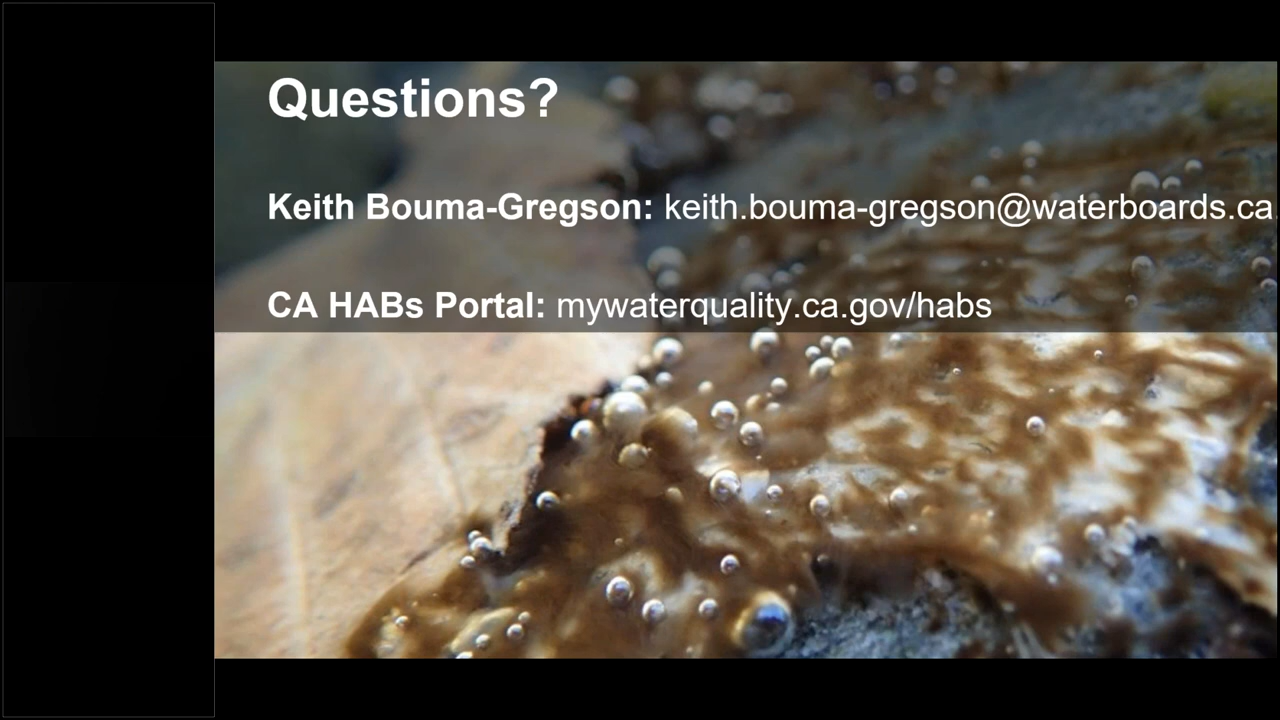 Questions?
Keith Bouma-Gregson: keith.bouma-gregson@waterboards.ca
CA HABs Portal: mywaterquality.ca.gov/habs